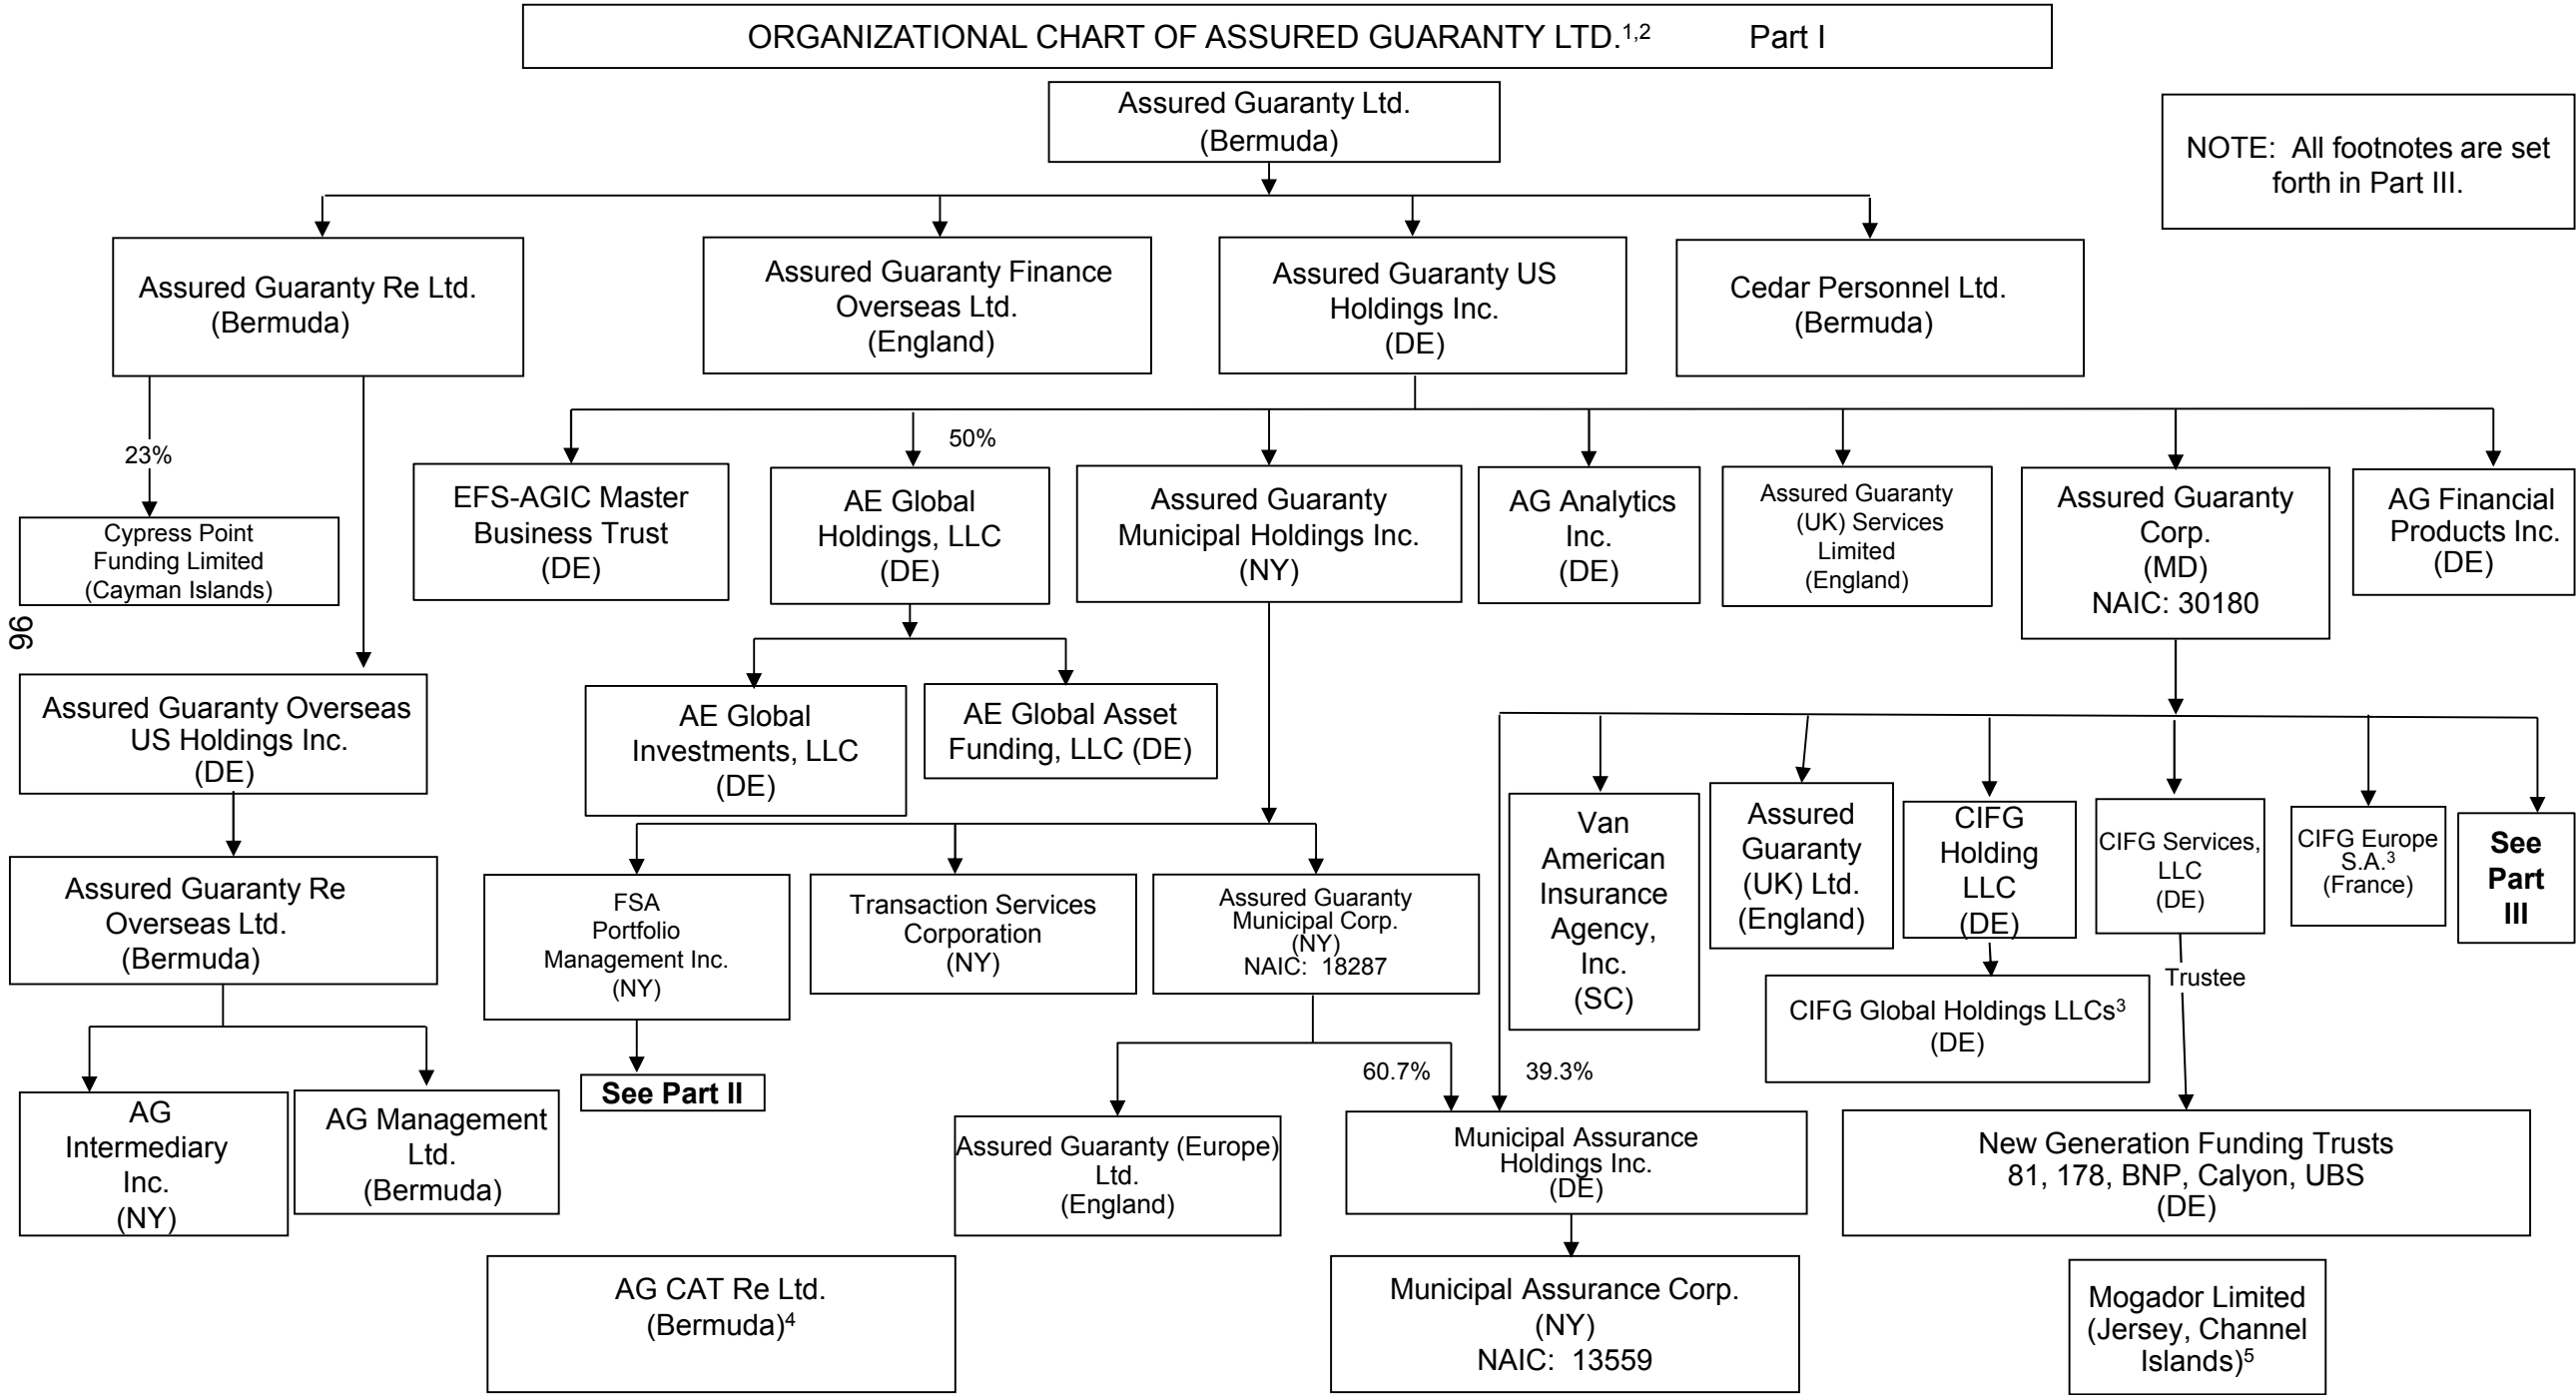 ORGANIZATIONAL CHART OF ASSURED GUARANTY LTD.1,2 Part I
Assured Guaranty Ltd.
(Bermuda)
NOTE: All footnotes are set
forth in Part III.
Assured Guaranty Re Ltd.
(Bermuda)
Assured Guaranty Finance
Overseas Ltd.
(England)
Assured Guaranty US
Holdings Inc.
(DE)
Cedar Personnel Ltd.
(Bermuda)
23%
50%
Cypress Point
Funding Limited
(Cayman Islands)
EFS-AGIC Master
Business Trust
(DE)
AE Global
Holdings, LLC
(DE)
Assured Guaranty
Municipal Holdings Inc.
(NY)
AG Analytics
Inc.
(DE)
Assured Guaranty
(UK) Services
Limited
(England)
Assured Guaranty
Corp.
(MD)
NAIC: 30180
AG Financial
Products Inc.
(DE)
96
Assured Guaranty Overseas
US Holdings Inc.
(DE)
AE Global
Investments, LLC
(DE)
AE Global Asset
Funding, LLC (DE)
Assured Guaranty Re
Overseas Ltd.
(Bermuda)
FSA
Portfolio
Management Inc.
(NY)
Transaction Services
Corporation
(NY)
Assured Guaranty
Municipal Corp.
(NY)
NAIC: 18287
Van
American
Insurance
Agency,
Inc.
(SC)
Assured
Guaranty
(UK) Ltd.
(England)
CIFG
Holding
LLC
(DE)
CIFG Services,
LLC
(DE)
CIFG Europe
S.A.3
(France)
See
Part
III
Trustee
CIFG Global Holdings LLCs3
(DE)
See Part II
60.7%
39.3%
AG
Intermediary
Inc.
(NY)
AG Management
Ltd.
(Bermuda)
Assured Guaranty (Europe)
Ltd.
(England)
Municipal Assurance
Holdings Inc.
(DE)
New Generation Funding Trusts
81, 178, BNP, Calyon, UBS
(DE)
AG CAT Re Ltd.
(Bermuda)4
Municipal Assurance Corp.
(NY)
NAIC: 13559
Mogador Limited
(Jersey, Channel
Islands)5